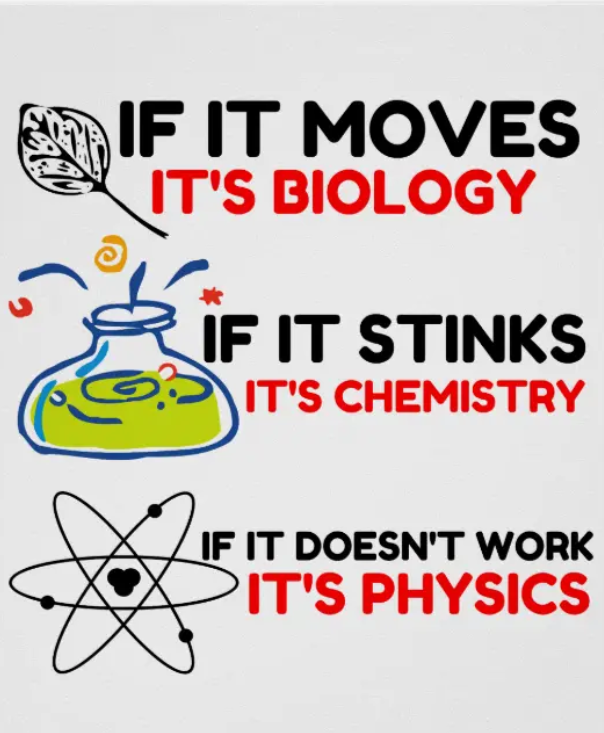 IF IT MOVES
IT'S BIOLOGY
IF IT STINKS
IT'S CHEMISTRY
IF IT DOESN'T WORK
IT'S PHYSICS